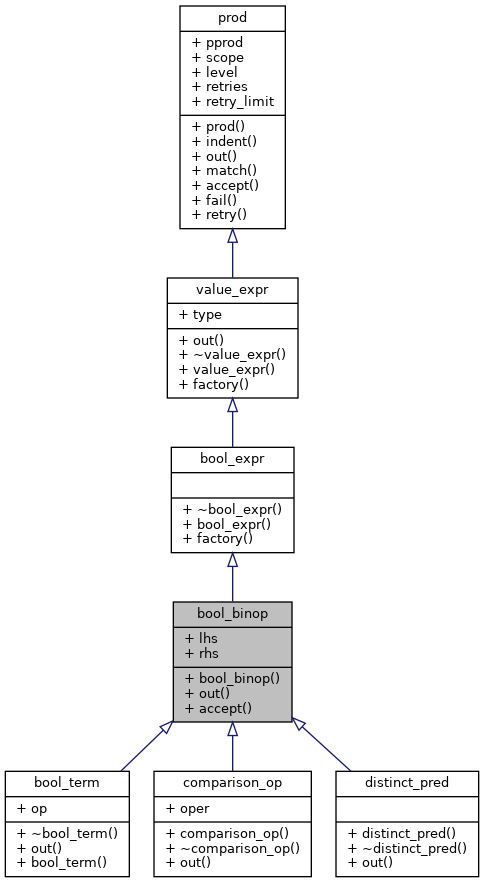 prod
+ pprod
+ scope
+ level
+ retries
+ retry_limit
+ prod()
+ indent()
+ out()
+ match()
+ accept()
+ fail()
+ retry()
value_expr
+ type
+ out()
+ ~value_expr()
+ value_expr()
+ factory()
bool_expr
+ ~bool_expr()
+ bool_expr()
+ factory()
bool_binop
+ lhs
+ rhs
+ bool_binop()
+ out()
+ accept()
bool_term
+ op
+ ~bool_term()
+ out()
+ bool_term()
comparison_op
+ oper
+ comparison_op()
+ ~comparison_op()
+ out()
distinct_pred
+ distinct_pred()
+ ~distinct_pred()
+ out()